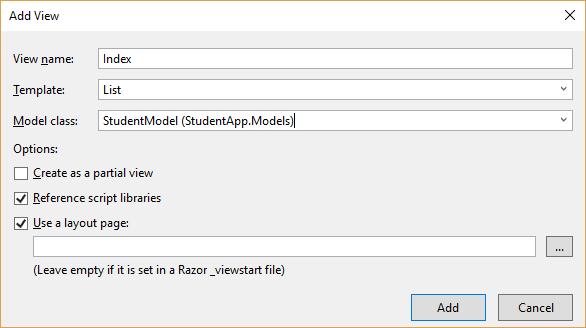 Add View
View name: Index
Template: List
Model class: StudentModel (StudentApp.Models)
Options:
Create as a partial view
Reference script libraries
Use a layout page:
...
(Leave empty if it is set in a Razor _viewstart file)
Add Cancel